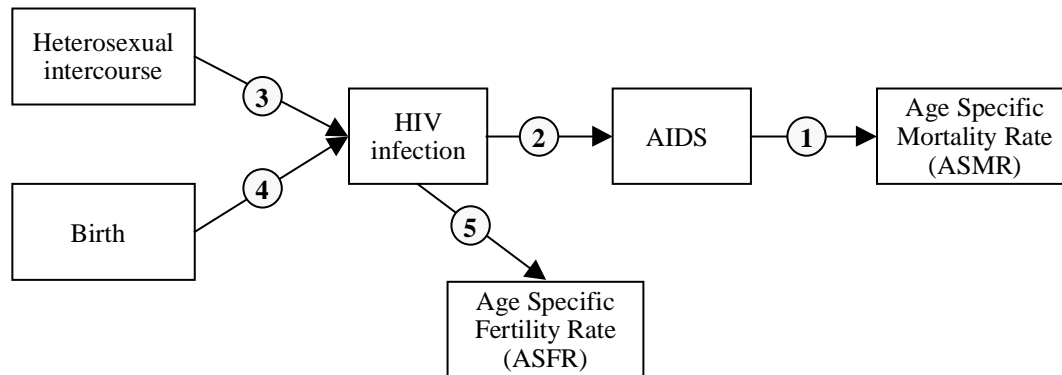 Heterosexual
intercourse
3
HIV
infection
2
AIDS
1
Age Specific
Mortality Rate
(ASMR)
4
Birth
5
Age Specific
Fertility Rate
(ASFR)